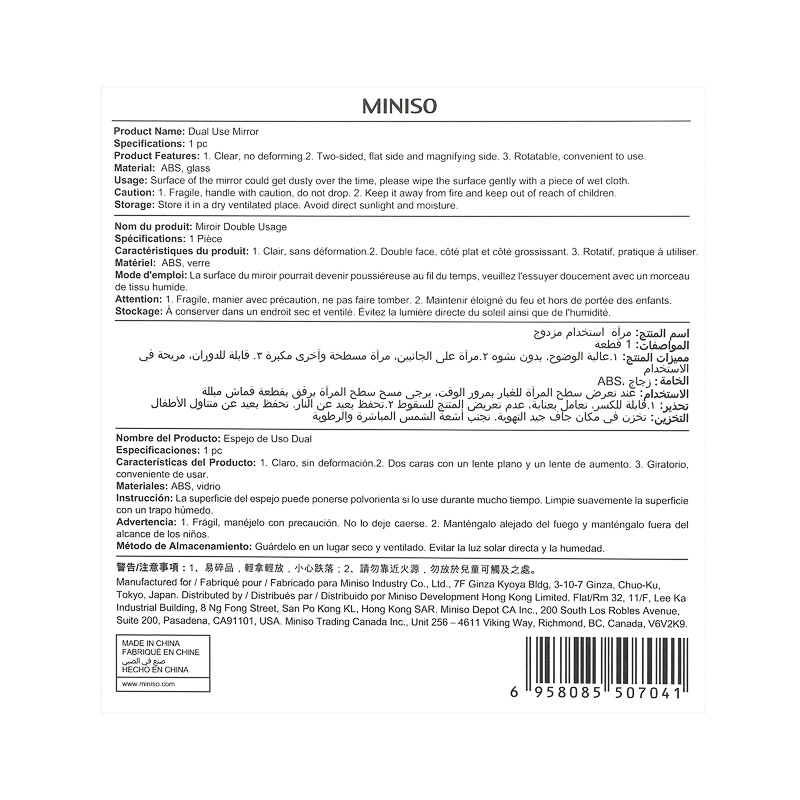 MINISO
Product Name: Dual Use Mirror
Specifications: 1 pc
Product Features: 1. Clear, no deforming.2. Two-sided, flat side and magnifying side. 3. Rotatable, convenient to use.
Material: ABS, glass
Usage: Surface of the mirror could get dusty over the time, please wipe the surface gently with a piece of wet cloth.
Caution: 1. Fragile, handle with caution, do not drop. 2. Keep it away from fire and keep out of reach of children.
Storage: Store it in a dry ventilated place. Avoid direct sunlight and moisture.
Nom du produit: Miroir Double Usage
Spécifications: 1 Pièce
Caractéristiques du produit: 1. Clair, sans déformation.2. Double face, côté plat et côté grossissant. 3. Rotatif, pratique à utiliser.
Matériel: ABS, verre
Mode d'emploi: La surface du miroir pourrait devenir poussiéreuse au fil du temps, veuillez l'essuyer doucement avec un morceau
de tissu humide.
Attention: 1. Fragile, manier avec précaution, ne pas faire tomber. 2. Maintenir éloigné du feu et hors de portée des enfants.
Stockage: À conserver dans un endroit sec et ventilé. Évitez la lumière directe du soleil ainsi que de l'humidité.
اسم المنتج: مرآة استخدام مزدوج
المواصفات: 1 قطعة
مميزات المنتج: ١.عالية الوضوح، بدون تشوه ٢.مرآة على الجانبين، مرآة مسطحة وأخرى مكبرة ٣. قابلة للدوران، مريحة في
الاستخدام
الخامة: زجاج، ABS
الاستخدام: عند تعرض سطح المرآة للغبار بمرور الوقت، يرجى مسح سطح المرآة برفق بقطعة قماش مبللة
تحذير: ١.قابلة للكسر، تعامل بعناية، عدم تعريض المنتج للسقوط ٢.تحفظ بعيد عن النار. تحفظ بعيد عن متناول الأطفال
التخزين: تخزن في مكان جاف جيد التهوية. تجنب أشعة الشمس المباشرة والرطوبة
Nombre del Producto: Espejo de Uso Dual
Especificaciones: 1 pc
Características del Producto: 1. Claro, sin deformación.2. Dos caras con un lente plano y un lente de aumento. 3. Giratorio,
conveniente de usar.
Materiales: ABS, vidrio
Instrucción: La superficie del espejo puede ponerse polvorienta si lo use durante mucho tiempo. Limpie suavemente la superficie
con un trapo húmedo.
Advertencia: 1. Frágil, manéjelo con precaución. No lo deje caerse. 2. Manténgalo alejado del fuego y manténgalo fuera del
alcance de los niños.
Método de Almacenamiento: Guárdelo en un lugar seco y ventilado. Evitar la luz solar directa y la humedad.
警告/注意事項：1、易碎品，輕拿輕放，小心跌落；2、請勿靠近火源，勿放於兒童可觸及之處。
Manufactured for / Fabriqué pour / Fabricado para Miniso Industry Co., Ltd., 7F Ginza Kyoya Bldg, 3-10-7 Ginza, Chuo-Ku,
Tokyo, Japan. Distributed by / Distribués par / Distribuido por Miniso Development Hong Kong Limited, Flat/Rm 32, 11/F, Lee Ka
Industrial Building, 8 Ng Fong Street, San Po Kong KL, Hong Kong SAR. Miniso Depot CA Inc., 200 South Los Robles Avenue,
Suite 200, Pasadena, CA91101, USA. Miniso Trading Canada Inc., Unit 256 – 4611 Viking Way, Richmond, BC, Canada, V6V2K9.
MADE IN CHINA
FABRIQUÉ EN CHINE
صنع في الصين
HECHO EN CHINA
www.miniso.com
6 958085 507041